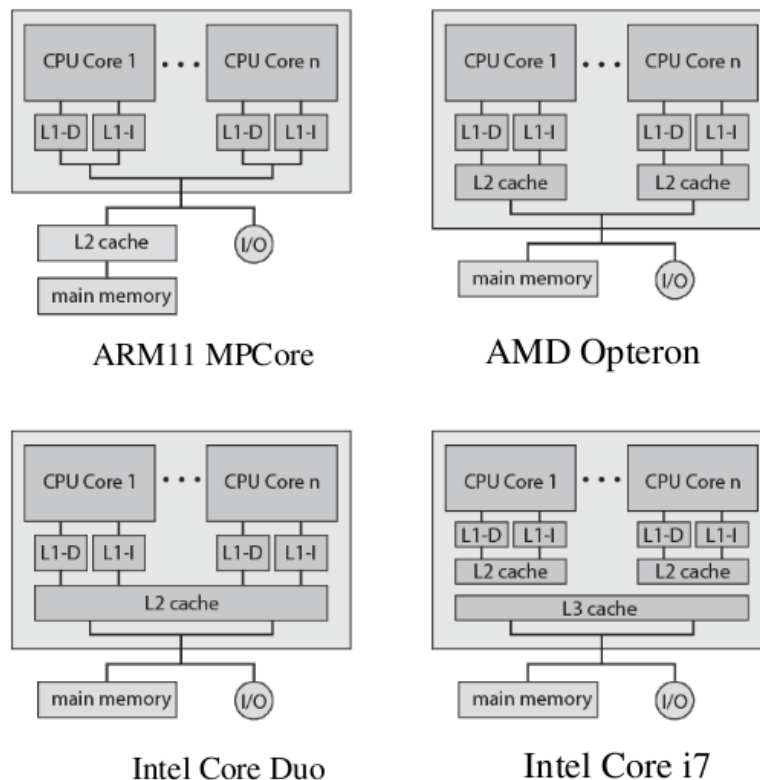 CPU Core 1 • • • CPU Core n
L1-D L1-I L1-D L1-I
L2 cache I/O
main memory
ARM11 MPCore
CPU Core 1 • • • CPU Core n
L1-D L1-I L1-D L1-I
L2 cache L2 cache
main memory I/O
AMD Opteron
CPU Core 1 • • • CPU Core n
L1-D L1-I L1-D L1-I
L2 cache
main memory I/O
Intel Core Duo
CPU Core 1 • • • CPU Core n
L1-D L1-I L1-D L1-I
L2 cache L2 cache
L3 cache
main memory I/O
Intel Core i7